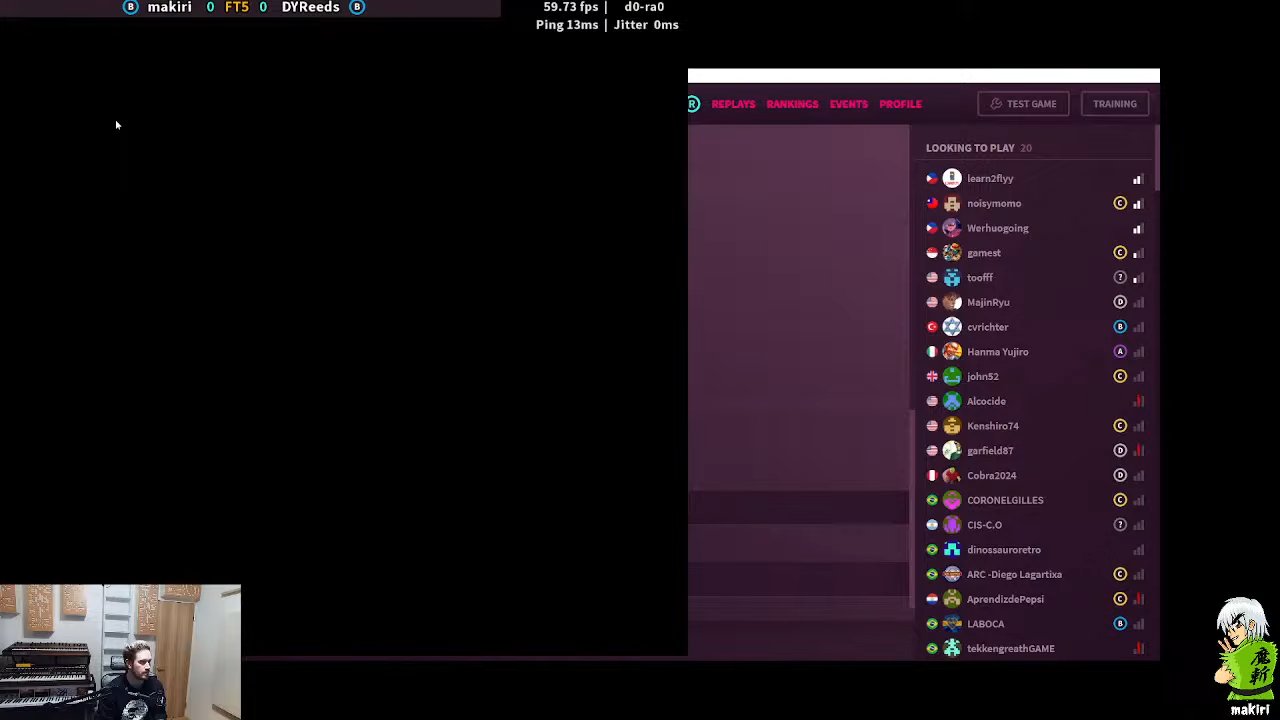 B makiri 0 FT5 0 DYReeds B
59.73 fps | d0-ra0
Ping 13ms | Jitter 0ms
R REPLAYS RANKINGS EVENTS PROFILE TEST GAME TRAINING
LOOKING TO PLAY 20
learn2flyy
noisymomo C
Werhuogoing
gamest C
toofff ?
MajinRyu D
cvrichter B
Hanma Yujiro A
john52 C
Alcocide
Kenshiro74 C
garfield87 D
Cobra2024 D
CORONELGILLES C
CIS-C.O ?
dinossauroretro
ARC -Diego Lagartixa C
AprendizdePepsi C
LABOCA B
tekkengreathGAME
魔
斬
makiri